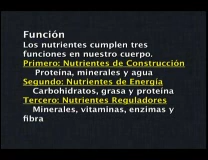 Función
Los nutrientes cumplen tres
funciones en nuestro cuerpo.
Primero: Nutrientes de Construcción
Proteína, minerales y agua
Segundo: Nutrientes de Energía
Carbohidratos, grasa y proteína
Tercero: Nutrientes Reguladores
Minerales, vitaminas, enzimas y
fibra